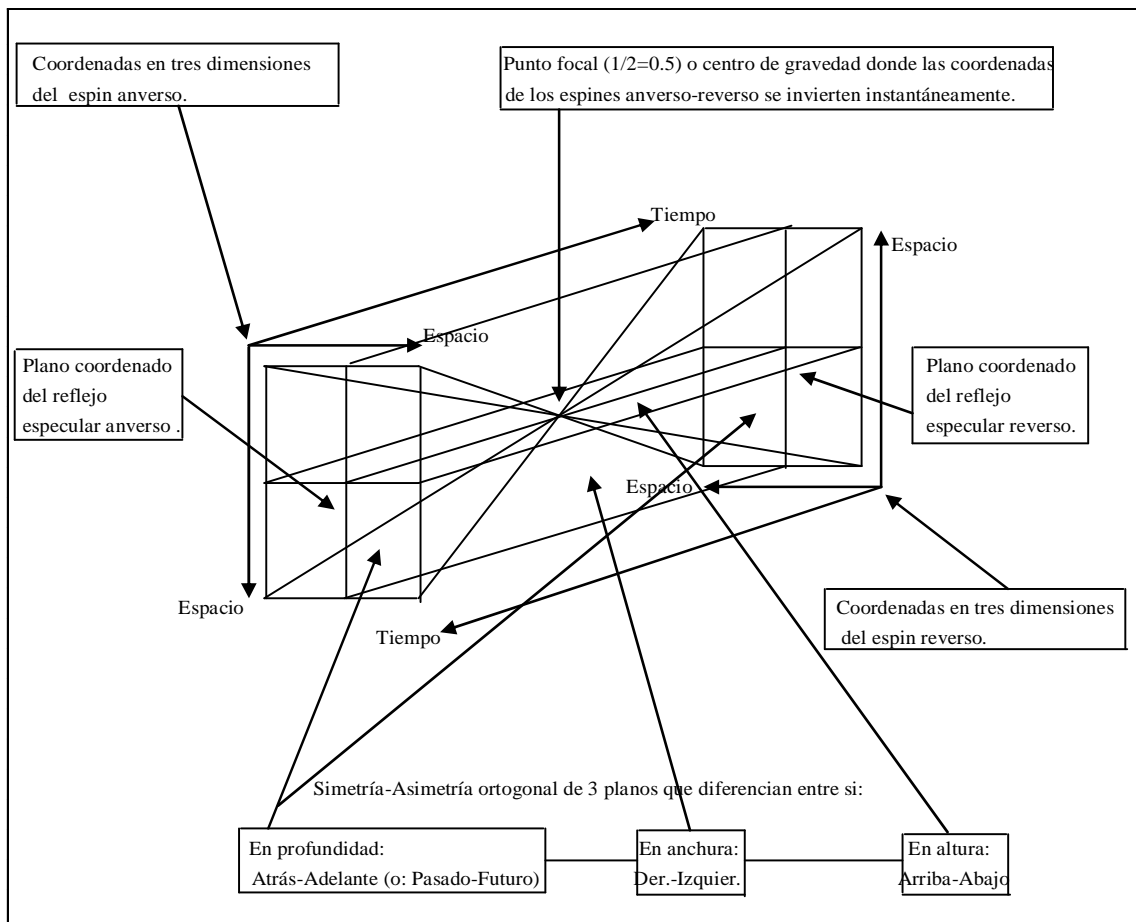 Coordenadas en tres dimensiones
del espin anverso.
Punto focal (1/2=0.5) o centro de gravedad donde las coordenadas
de los espines anverso-reverso se invierten instantáneamente.
Tiempo
Espacio
Espacio
Plano coordenado
del reflejo
especular anverso .
Plano coordenado
del reflejo
especular reverso.
Espacio
Espacio
Tiempo
Coordenadas en tres dimensiones
del espin reverso.
Simetría-Asimetría ortogonal de 3 planos que diferencian entre si:
En profundidad:
Atrás-Adelante (o: Pasado-Futuro)
En anchura:
Der.-Izquier.
En altura:
Arriba-Abajo